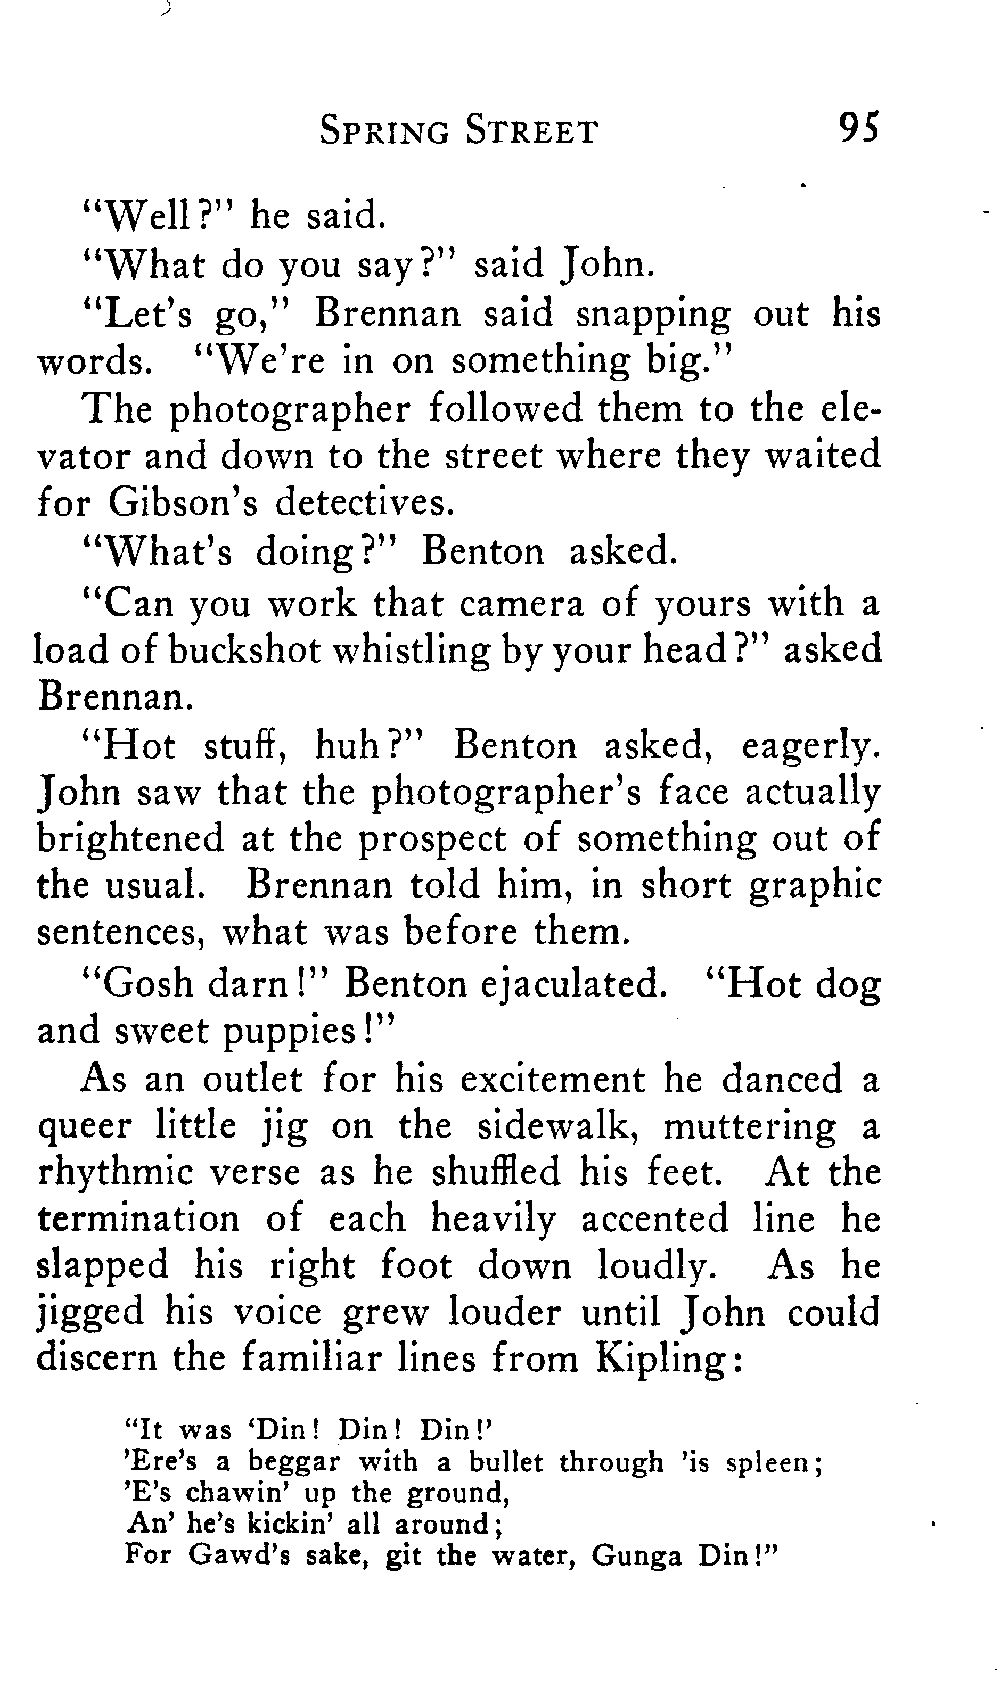 SPRING STREET 95
"Well?" he said.
"What do you say?" said John.
"Let's go," Brennan said snapping out his
words. "We're in on something big."
The photographer followed them to the ele-
vator and down to the street where they waited
for Gibson's detectives.
"What's doing?" Benton asked.
"Can you work that camera of yours with a
load of buckshot whistling by your head?" asked
Brennan.
"Hot stuff, huh?" Benton asked, eagerly.
John saw that the photographer's face actually
brightened at the prospect of something out of
the usual. Brennan told him, in short graphic
sentences, what was before them.
"Gosh darn!" Benton ejaculated. "Hot dog
and sweet puppies!"
As an outlet for his excitement he danced a
queer little jig on the sidewalk, muttering a
rhythmic verse as he shuffled his feet. At the
termination of each heavily accented line he
slapped his right foot down loudly. As he
jigged his voice grew louder until John could
discern the familiar lines from Kipling:
"It was 'Din! Din! Din!'
'Ere's a beggar with a bullet through 'is spleen;
'E's chawin' up the ground,
An' he's kickin' all around;
For Gawd's sake, git the water, Gunga Din!"